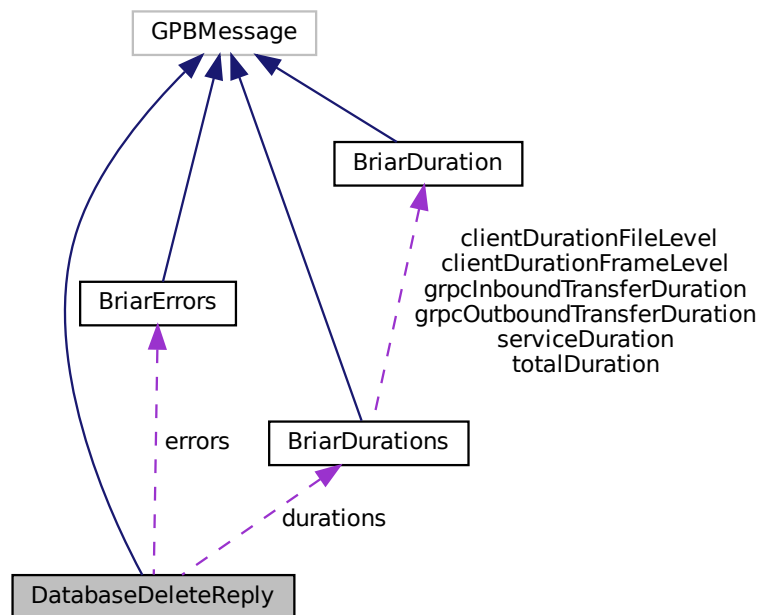 GPBMessage
BriarDuration
clientDurationFileLevel
clientDurationFrameLevel
grpcInboundTransferDuration
grpcOutboundTransferDuration
serviceDuration
totalDuration
BriarErrors
BriarDurations
errors
durations
DatabaseDeleteReply